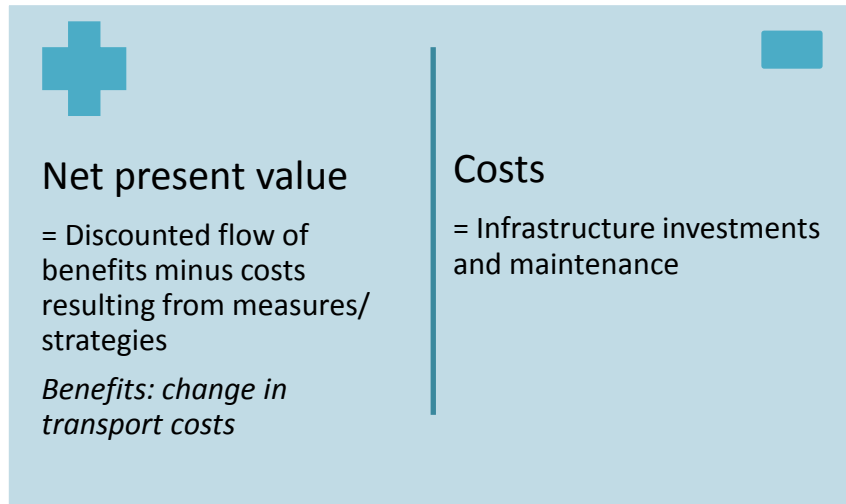 Net present value
= Discounted flow of
benefits minus costs
resulting from measures/
strategies
Benefits: change in
transport costs
Costs
= Infrastructure investments
and maintenance